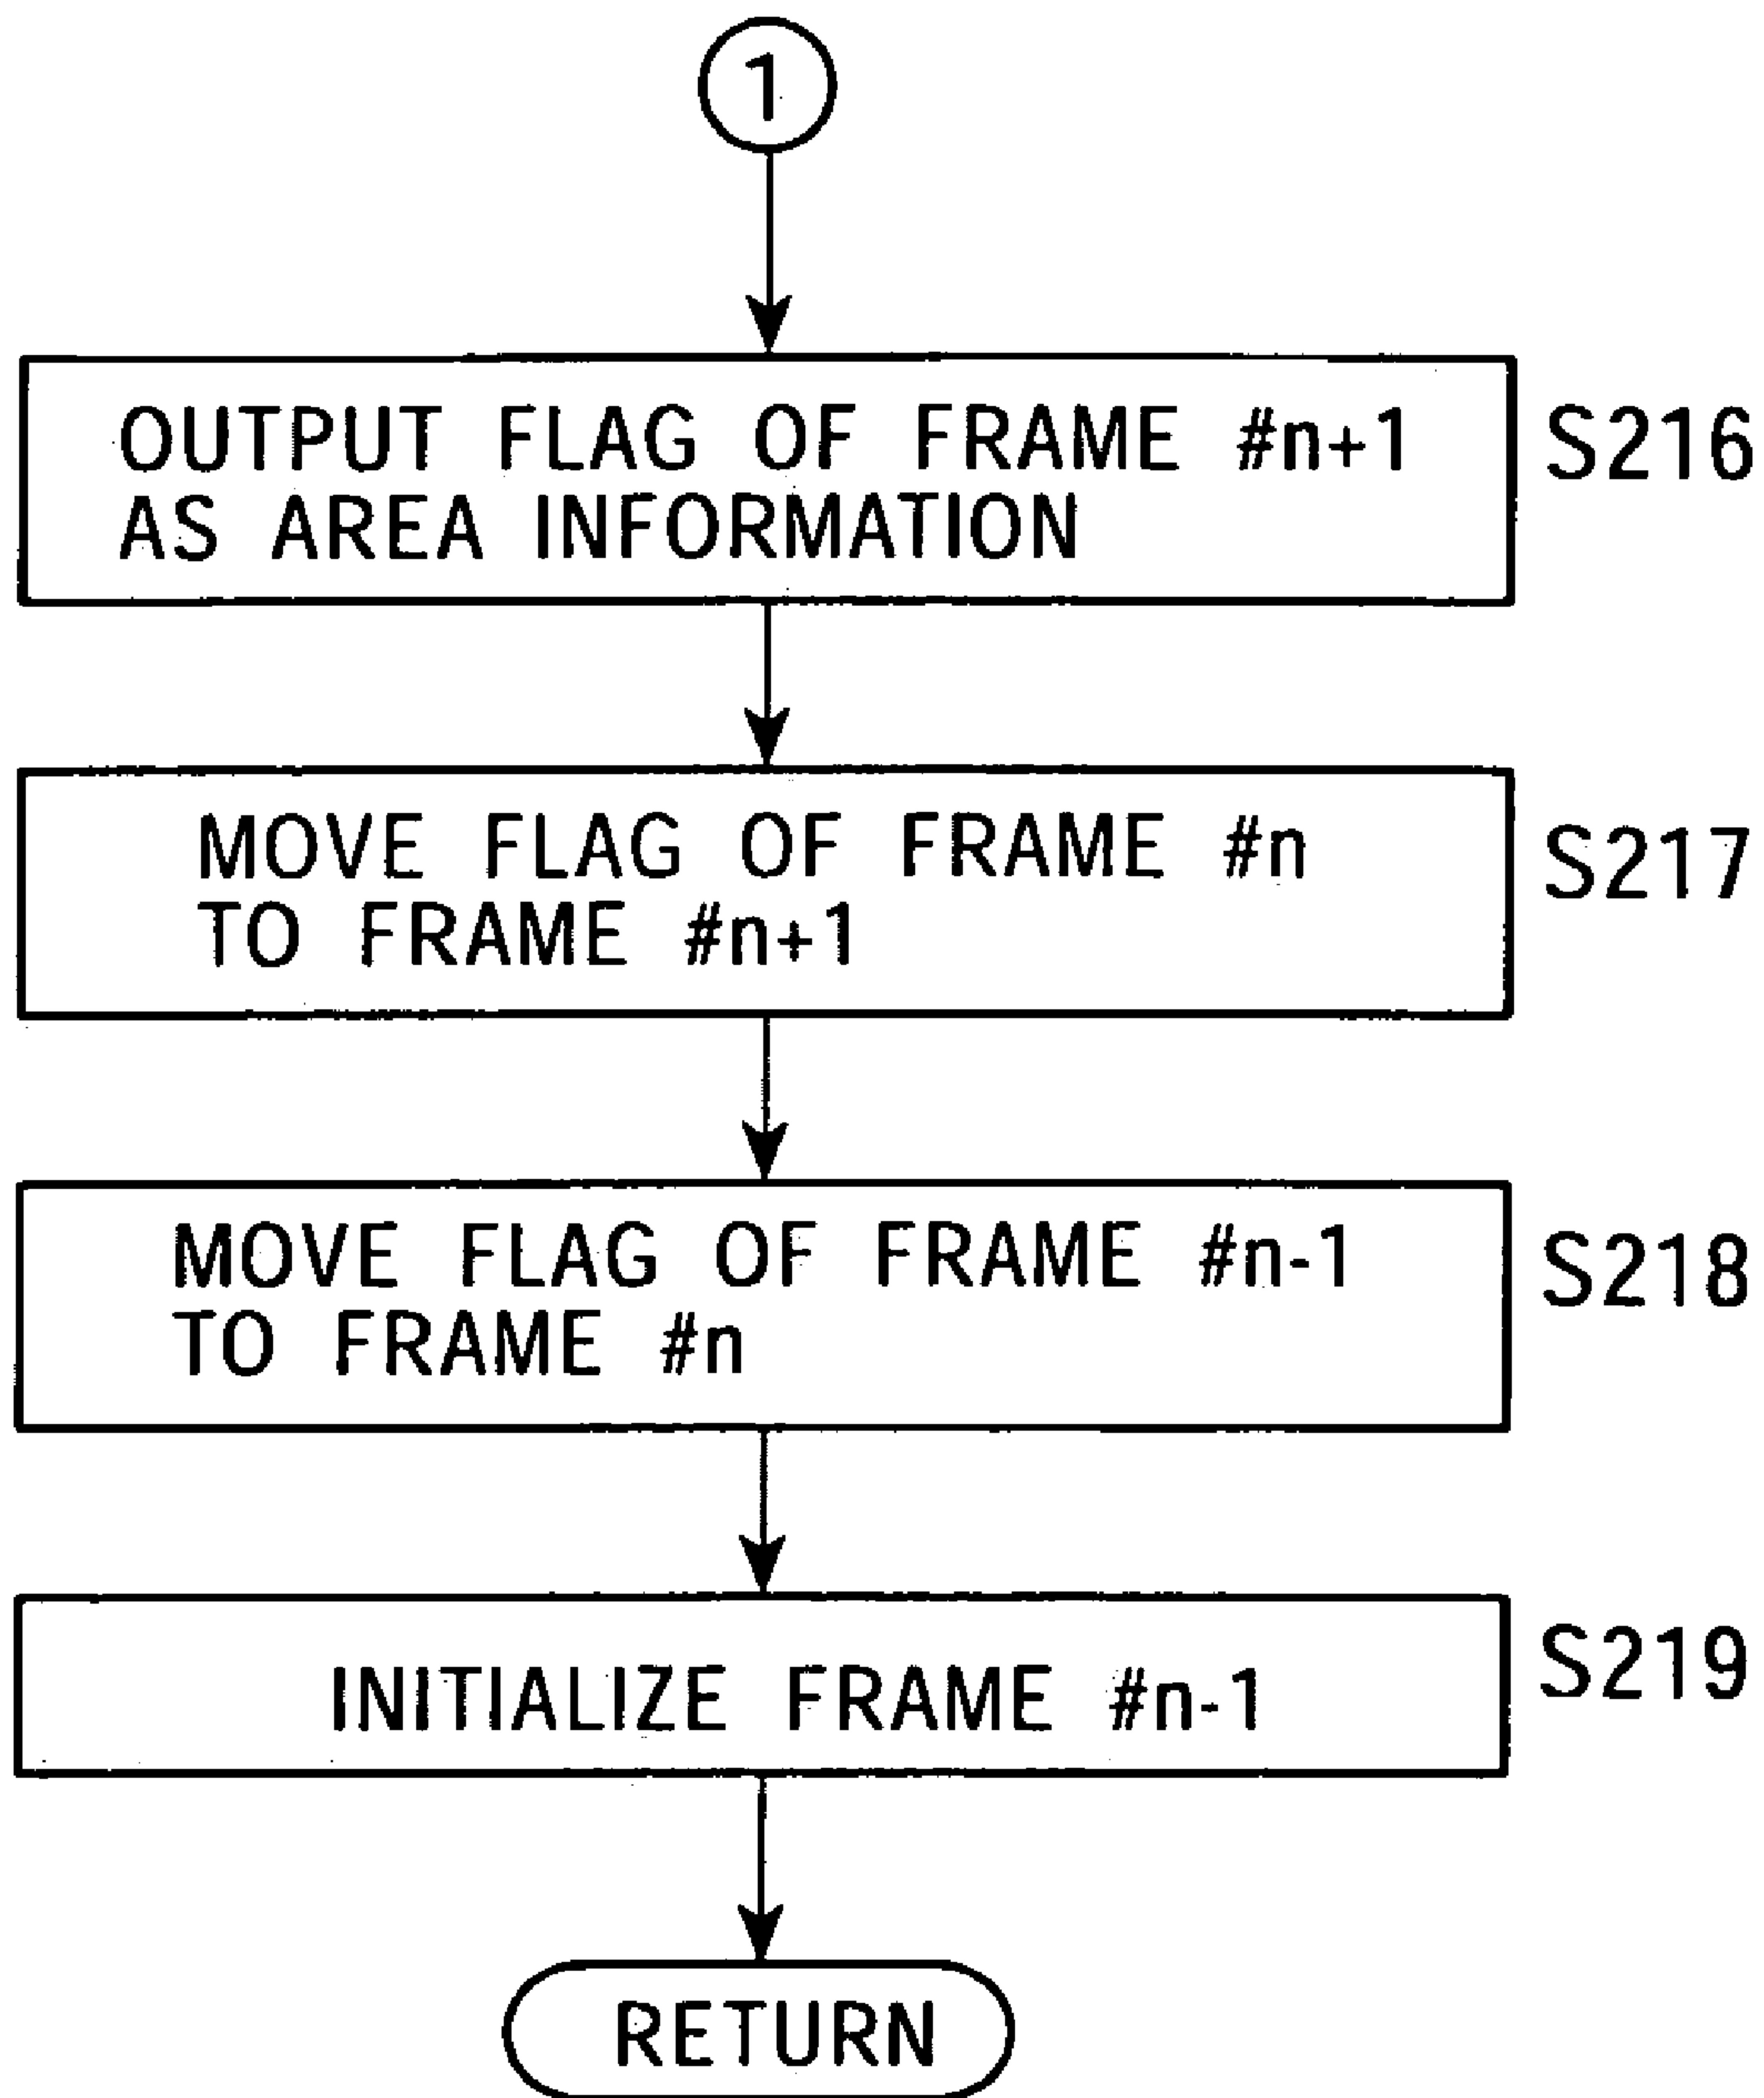 1
OUTPUT FLAG OF FRAME #n+1
AS AREA INFORMATION
S216
MOVE FLAG OF FRAME #n
TO FRAME #n+1
S217
MOVE FLAG OF FRAME #n-1
TO FRAME #n
S218
INITIALIZE FRAME #n-1
S219
RETURN